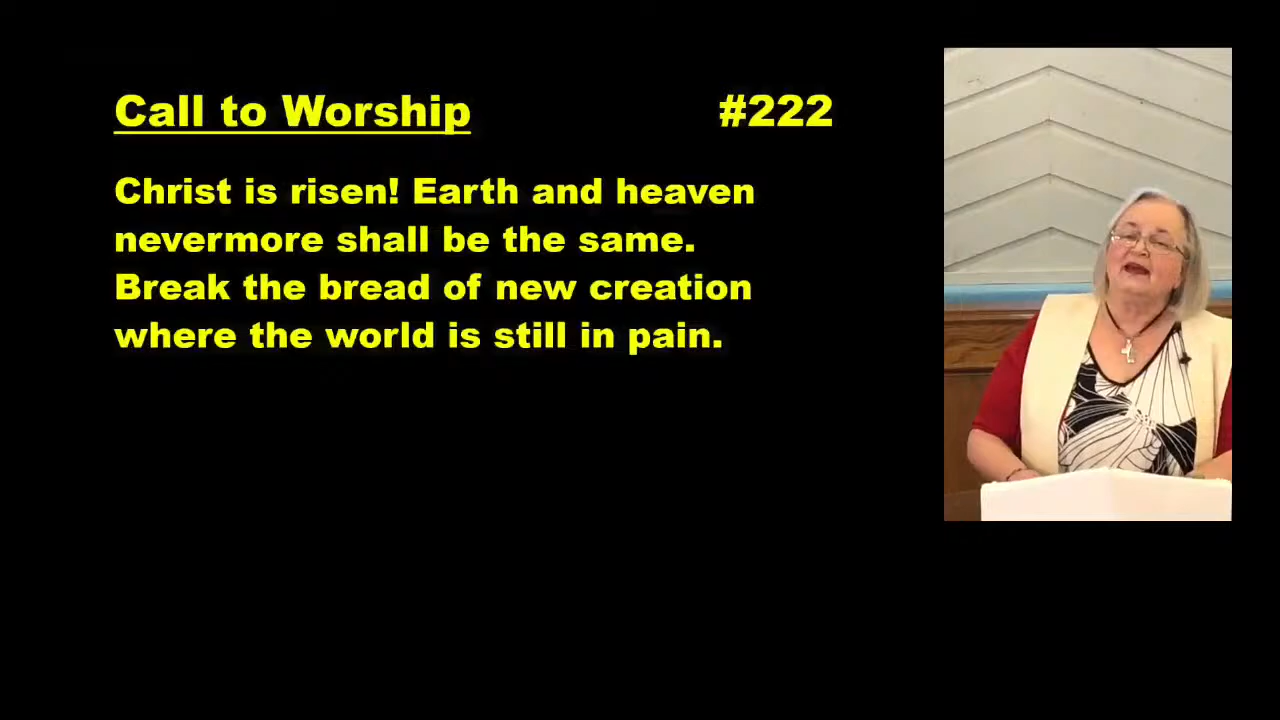 Call to Worship #222
Christ is risen! Earth and heaven
nevermore shall be the same.
Break the bread of new creation
where the world is still in pain.